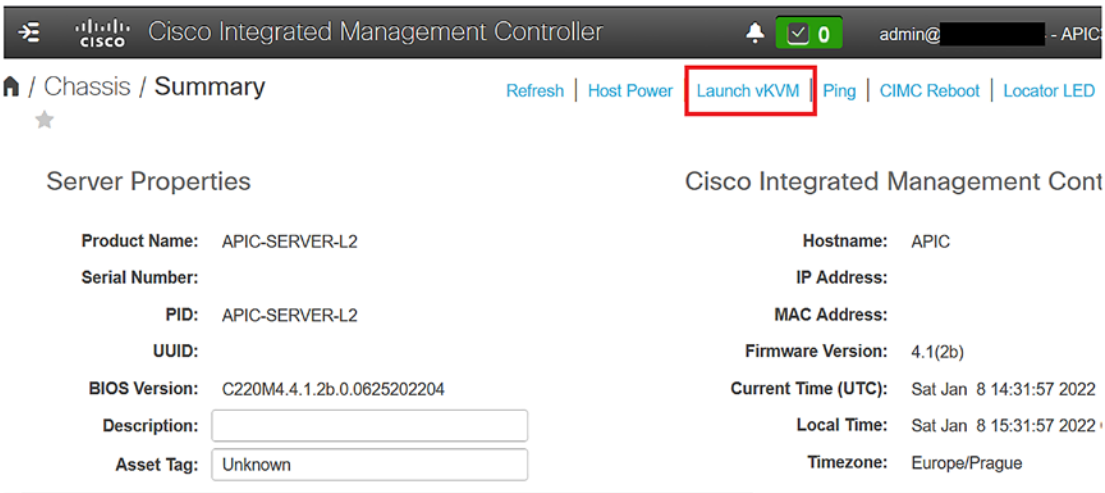 cisco Cisco Integrated Management Controller 0 admin@ - APIC
/ Chassis / Summary Refresh | Host Power | Launch vKVM | Ping | CIMC Reboot | Locator LED
Server Properties
Product Name: APIC-SERVER-L2
Serial Number:
PID: APIC-SERVER-L2
UUID:
BIOS Version: C220M4.4.1.2b.0.0625202204
Description:
Asset Tag: Unknown
Cisco Integrated Management Cont
Hostname: APIC
IP Address:
MAC Address:
Firmware Version: 4.1(2b)
Current Time (UTC): Sat Jan 8 14:31:57 2022
Local Time: Sat Jan 8 15:31:57 2022
Timezone: Europe/Prague